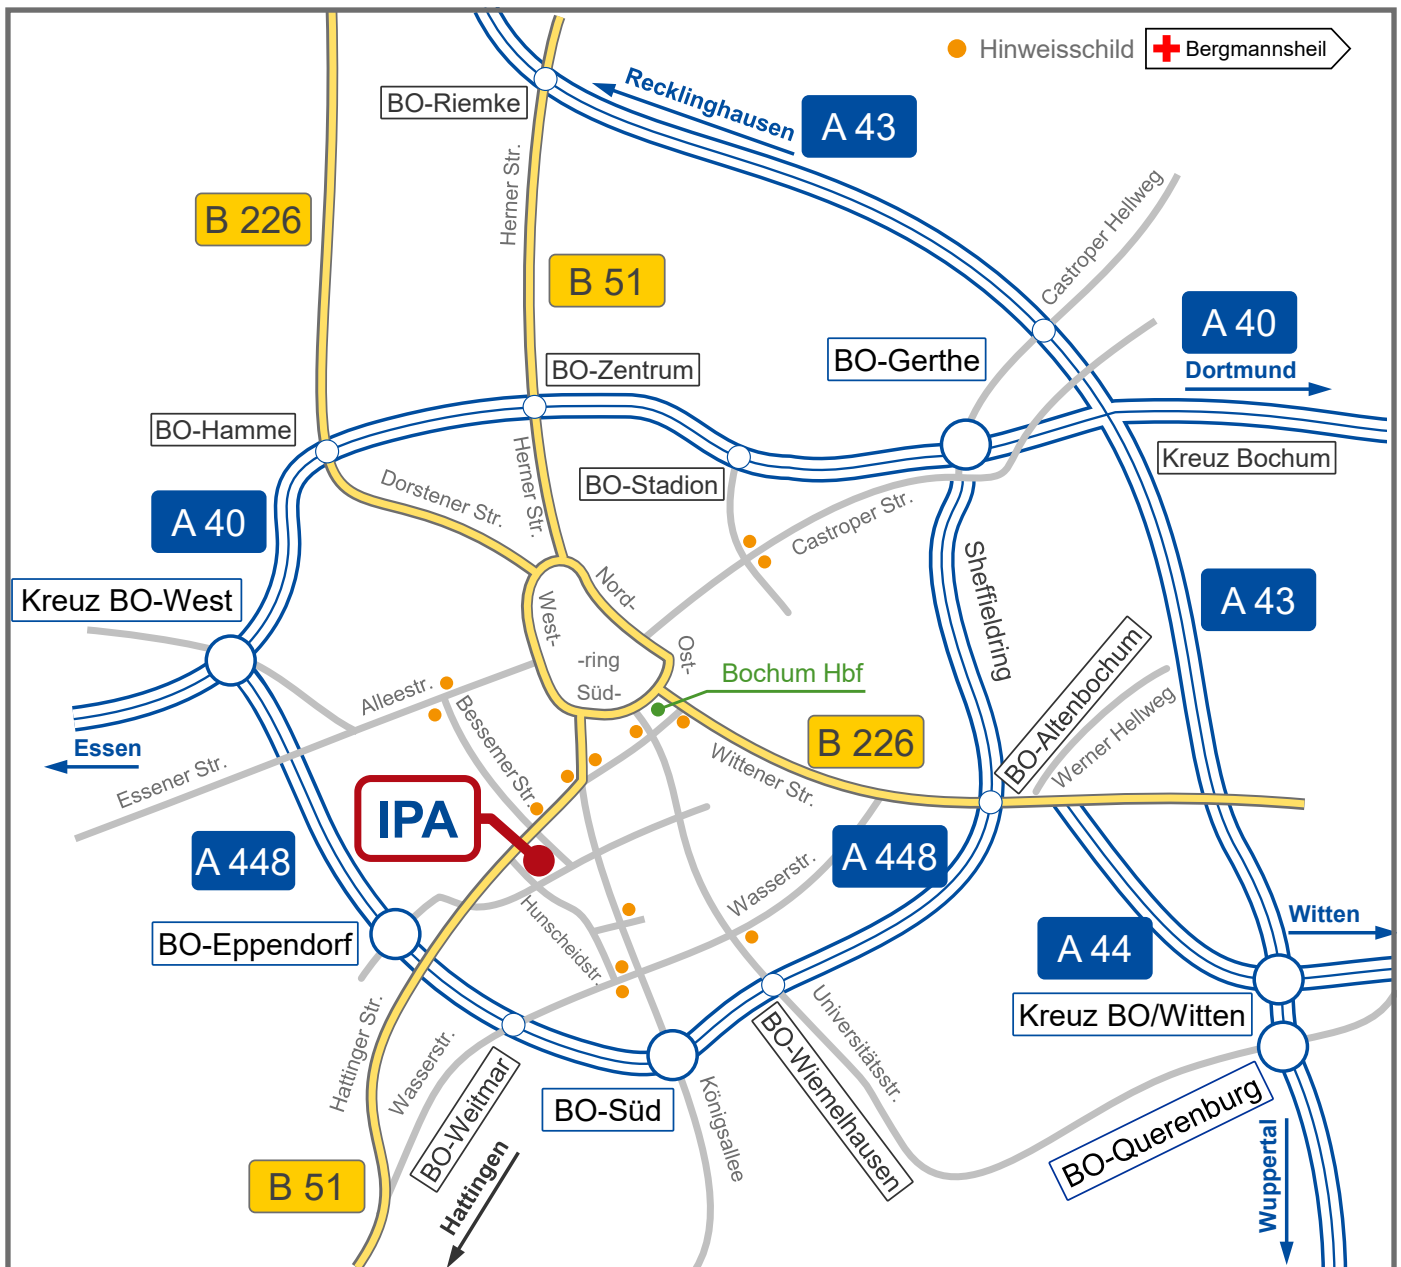 Hinweisschild
Bergmannsheil
Recklinghausen
A 43
BO-Riemke
Herner Str.
Castroper Hellweg
B 226
B 51
A 40
BO-Gerthe
Dortmund
BO-Zentrum
BO-Hamme
Herner Str.
Kreuz Bochum
BO-Stadion
Dorstener Str.
A 40
Castroper Str.
Sheffieldring
Kreuz BO-West
Nord-
West-
A 43
-ring
Ost-
Süd-
Bochum Hbf
BO-Altenbochum
Alleestr.
Bessemer Str.
Werner Hellweg
B 226
Essen
Essener Str.
Wittener Str.
IPA
A 448
A 448
Wasserstr.
Hunscheidstr.
Witten
BO-Eppendorf
A 44
Kreuz BO/Witten
Hattinger Str.
Wasserstr.
Universitätsstr.
BO-Weitmar
BO-Süd
Königsallee
BO-Wiemelhausen
BO-Querenburg
B 51
Hattingen
Wuppertal